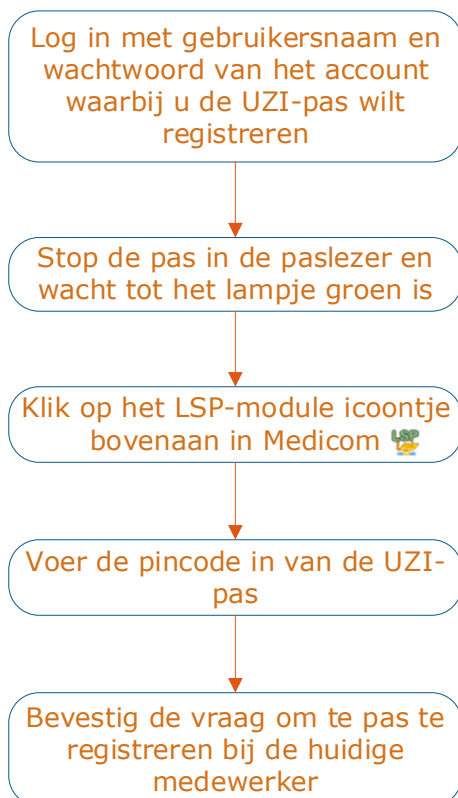 Log in met gebruikersnaam en
wachtwoord van het account
waarbij u de UZI-pas wilt
registreren
Stop de pas in de paslezer en
wacht tot het lampje groen is
Klik op het LSP-module icoontje
bovenaan in Medicom LSP
Voer de pincode in van de UZI-
pas
Bevestig de vraag om te pas te
registreren bij de huidige
medewerker